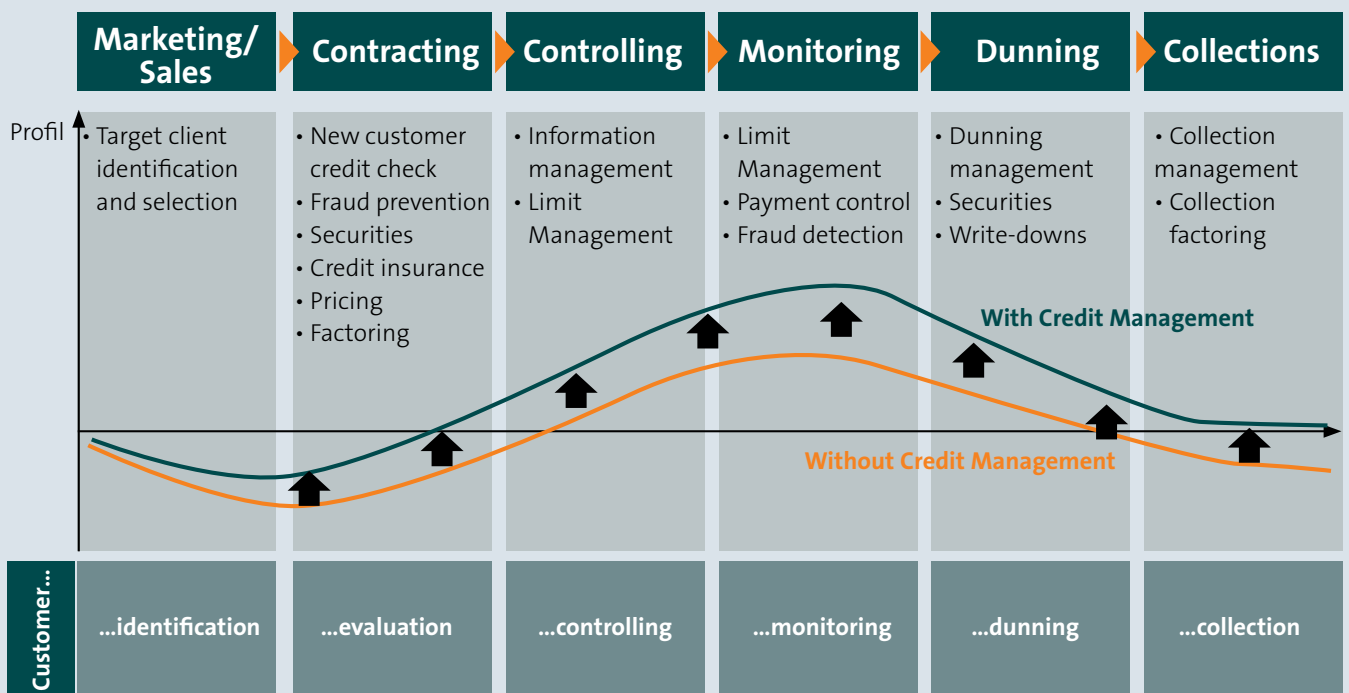 Marketing/
Sales
Contracting
Controlling
Monitoring
Dunning
Collections
Profil
• Target client
identification
and selection
• New customer
credit check
• Fraud prevention
• Securities
• Credit insurance
• Pricing
• Factoring
• Information
management
• Limit
Management
• Limit
Management
• Payment control
• Fraud detection
• Dunning
management
• Securities
• Write-downs
• Collection
management
• Collection
factoring
With Credit Management
Without Credit Management
Customer...
...identification
...evaluation
...controlling
...monitoring
...dunning
...collection